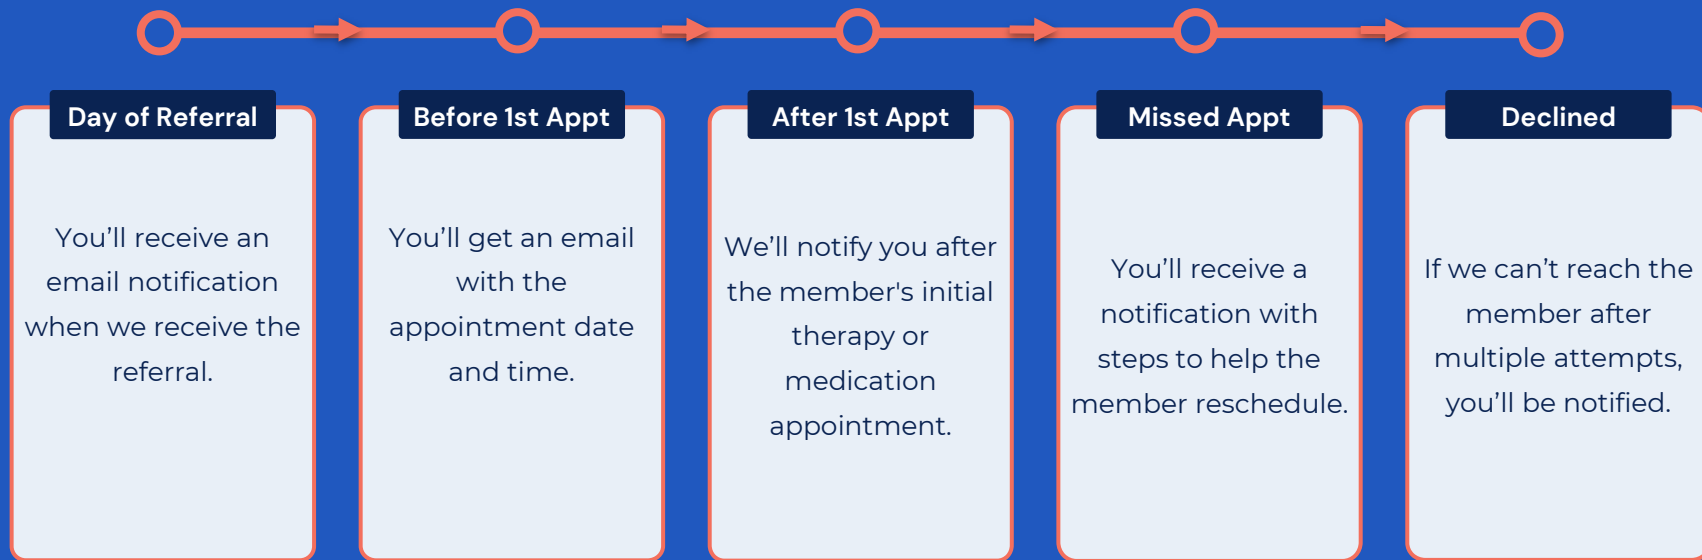 Day of Referral
You’ll receive an
email notification
when we receive the
referral.
Before 1st Appt
You’ll get an email
with the
appointment date
and time.
After 1st Appt
We’ll notify you after
the member's initial
therapy or
medication
appointment.
Missed Appt
You’ll receive a
notification with
steps to help the
member reschedule.
Declined
If we can’t reach the
member after
multiple attempts,
you’ll be notified.